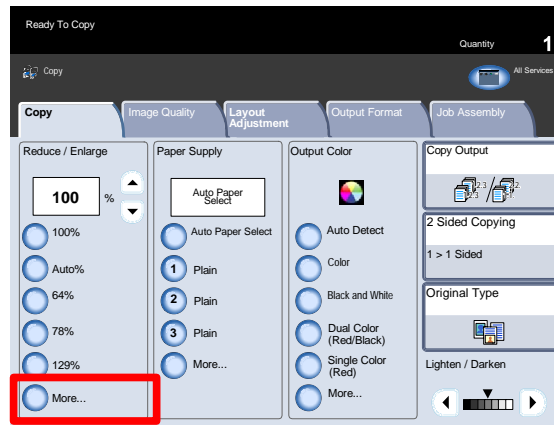 Ready To Copy
Quantity
1
Copy
All Services
Copy
Image Quality
Layout
Adjustment
Output Format
Job Assembly
Reduce / Enlarge
100
%
100%
Auto%
64%
78%
129%
More...
Paper Supply
Auto Paper
Select
Auto Paper Select
1 Plain
2 Plain
3 Plain
More...
Output Color
Auto Detect
Color
Black and White
Dual Color
(Red/Black)
Single Color
(Red)
More...
Copy Output
2 Sided Copying
1 > 1 Sided
Original Type
Lighten / Darken